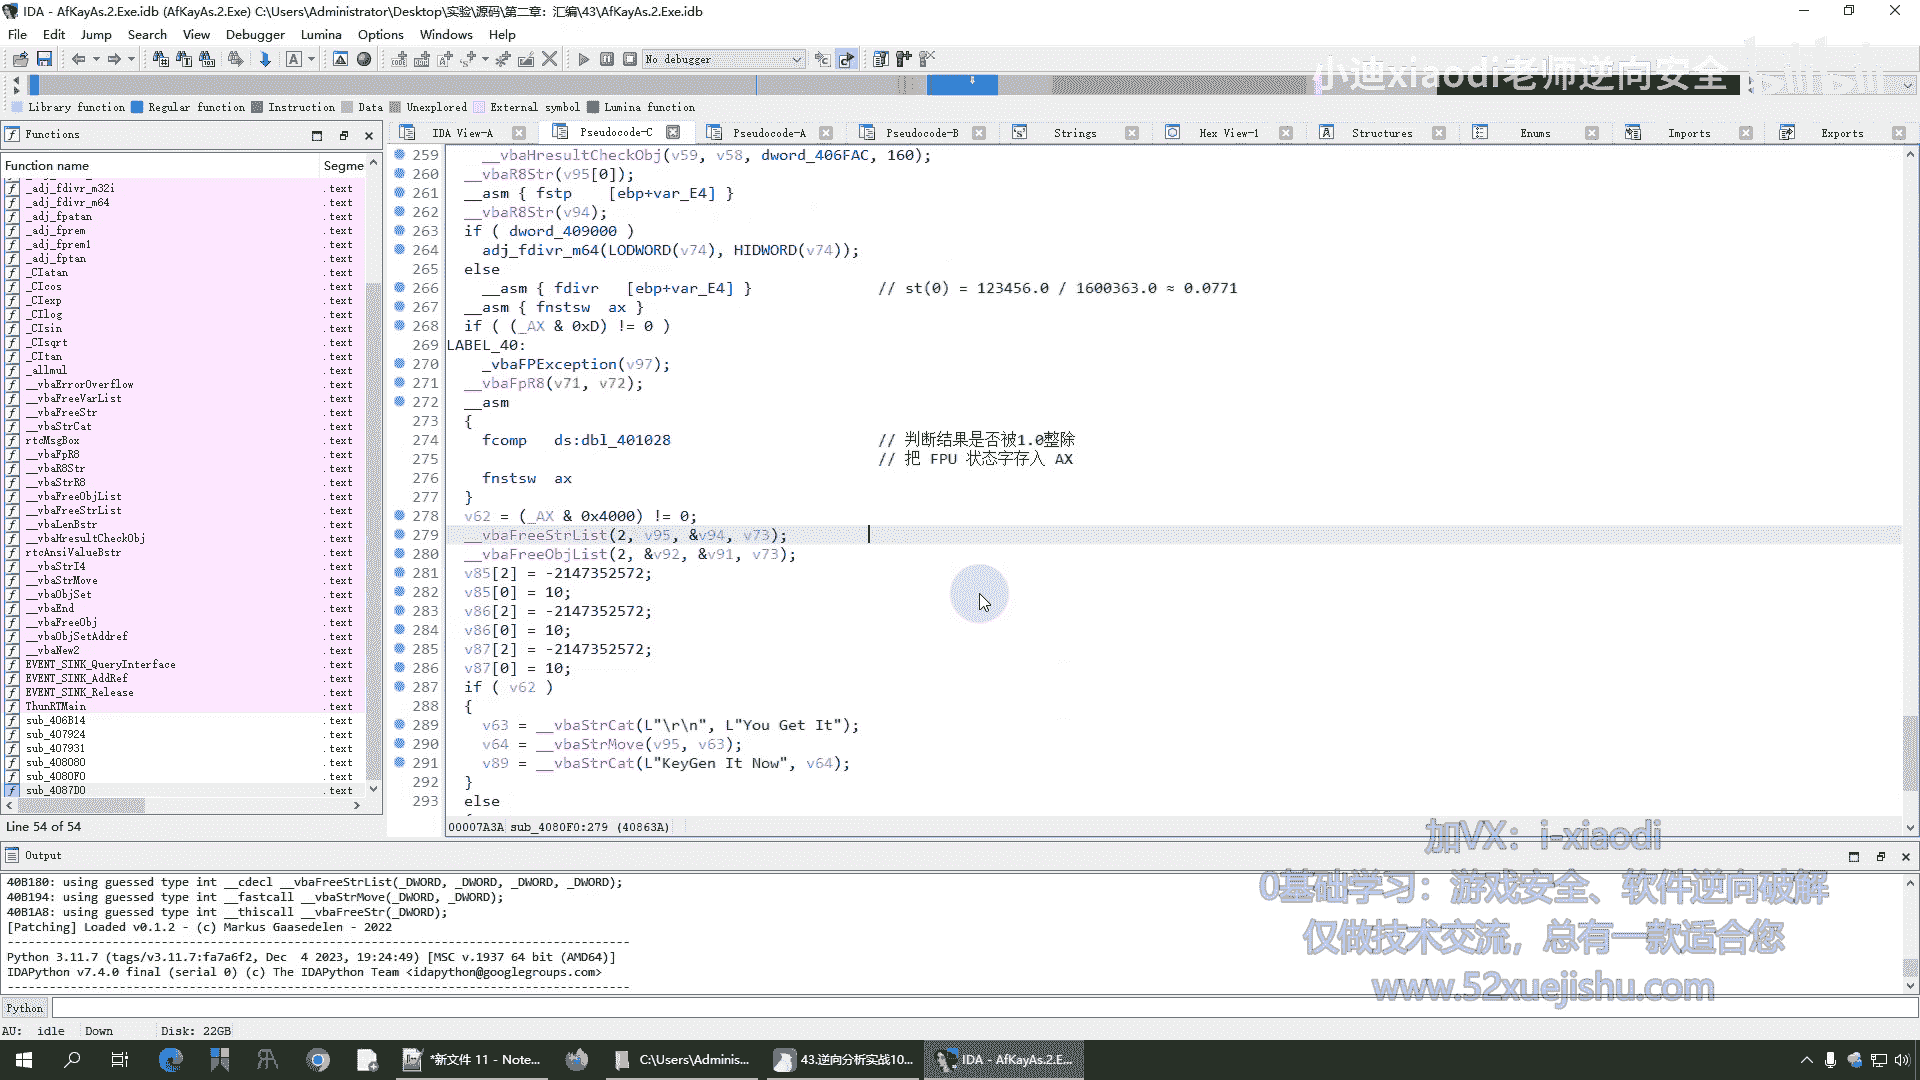 IDA - AfKayAs.2.Exe.idb (AfKayAs.2.Exe) C:\Users\Administrator\Desktop\实验\源码\第二章：汇编\43\AfKayAs.2.Exe.idb
File Edit Jump Search View Debugger Lumina Options Windows Help
No debugger
小迪xiaodi老师逆向安全
Library function Regular function Instruction Data Unexplored External symbol Lumina function
Functions
IDA View-A Pseudocode-C Pseudocode-A Pseudocode-B Strings Hex View-1 Structures Enums Imports Exports
Function name Segme
_adj_fdivr_m32i .text
_adj_fdivr_m64 .text
_adj_fpatan .text
_adj_fprem .text
_adj_fprem1 .text
_adj_fptan .text
_CIatan .text
_CIcos .text
_CIexp .text
_CIlog .text
_CIsin .text
_CIsqrt .text
_CItan .text
_allmul .text
__vbaErrorOverflow .text
__vbaFreeVarList .text
__vbaFreeStr .text
__vbaStrCat .text
rtcMsgBox .text
__vbaFpR8 .text
__vbaR8Str .text
__vbaStrR8 .text
__vbaFreeObjList .text
__vbaFreeStrList .text
__vbaLenBstr .text
__vbaHresultCheckObj .text
rtcAnsiValueBstr .text
__vbaStrI4 .text
__vbaStrMove .text
__vbaObjSet .text
__vbaEnd .text
__vbaFreeObj .text
__vbaObjSetAddref .text
__vbaNew2 .text
EVENT_SINK_QueryInterface .text
EVENT_SINK_AddRef .text
EVENT_SINK_Release .text
ThunRTMain .text
sub_406B14 .text
sub_407924 .text
sub_407931 .text
sub_408080 .text
sub_4080F0 .text
sub_4087D0 .text
Line 54 of 54
259 __vbaHresultCheckObj(v59, v58, dword_406FAC, 160);
260 __vbaR8Str(v95[0]);
261 __asm { fstp [ebp+var_E4] }
262 __vbaR8Str(v94);
263 if ( dword_409000 )
264 adj_fdivr_m64(LODWORD(v74), HIDWORD(v74));
265 else
266 __asm { fdivr [ebp+var_E4] } // st(0) = 123456.0 / 1600363.0 ≈ 0.0771
267 __asm { fnstsw ax }
268 if ( (_AX & 0xD) != 0 )
269 LABEL_40:
270 _vbaFPException(v97);
271 __vbaFpR8(v71, v72);
272 __asm
273 {
274 fcomp ds:dbl_401028 // 判断结果是否被1.0整除
275 // 把 FPU 状态字存入 AX
276 fnstsw ax
277 }
278 v62 = (_AX & 0x4000) != 0;
279 __vbaFreeStrList(2, v95, &v94, v73);
280 __vbaFreeObjList(2, &v92, &v91, v73);
281 v85[2] = -2147352572;
282 v85[0] = 10;
283 v86[2] = -2147352572;
284 v86[0] = 10;
285 v87[2] = -2147352572;
286 v87[0] = 10;
287 if ( v62 )
288 {
289 v63 = __vbaStrCat(L"\r\n", L"You Get It");
290 v64 = __vbaStrMove(v95, v63);
291 v89 = __vbaStrCat(L"KeyGen It Now", v64);
292 }
293 else
00007A3A sub_4080F0:279 (40863A)
Output
40B180: using guessed type int __cdecl __vbaFreeStrList(_DWORD, _DWORD, _DWORD, _DWORD);
40B194: using guessed type int __fastcall __vbaStrMove(_DWORD, _DWORD);
40B1A8: using guessed type int __thiscall __vbaFreeStr(_DWORD);
[Patching] Loaded v0.1.2 - (c) Markus Gaasedelen - 2022
Python 3.11.7 (tags/v3.11.7:fa7a6f2, Dec  4 2023, 19:24:49) [MSC v.1937 64 bit (AMD64)]
IDAPython v7.4.0 final (serial 0) (c) The IDAPython Team <idapython@googlegroups.com>
加VX：i-xiaodi
0基础学习：游戏安全、软件逆向破解
仅做技术交流，总有一款适合您
www.52xuejishu.com
Python
AU: idle Down Disk: 22GB
*新文件 11 - Note... C:\Users\Adminis... 43.逆向分析实战10... IDA - AfKayAs.2.E...